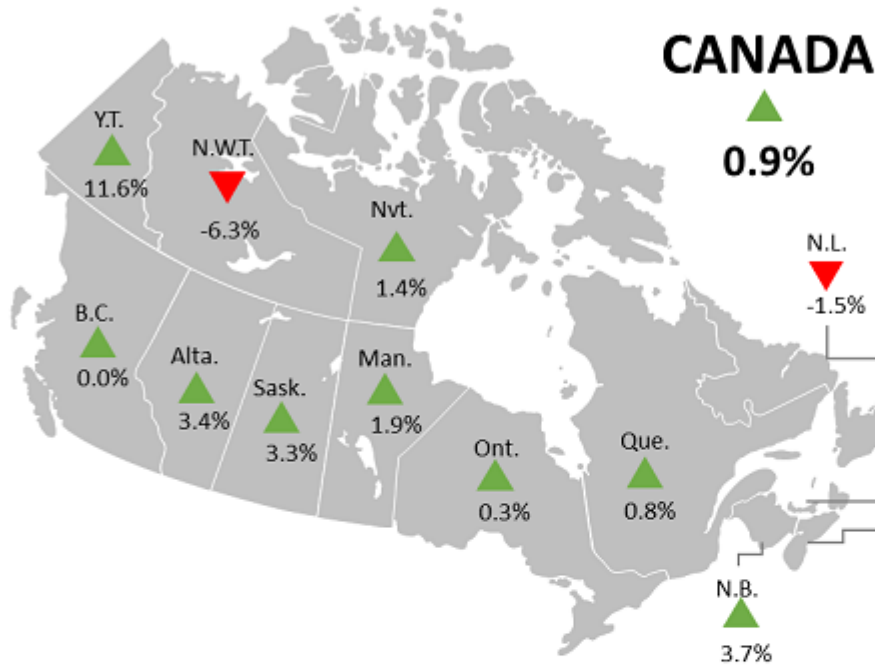 CANADA
0.9%
Y.T.
11.6%
N.W.T.
-6.3%
Nvt.
1.4%
N.L.
-1.5%
B.C.
0.0%
Alta.
3.4%
Sask.
3.3%
Man.
1.9%
Ont.
0.3%
Que.
0.8%
N.B.
3.7%